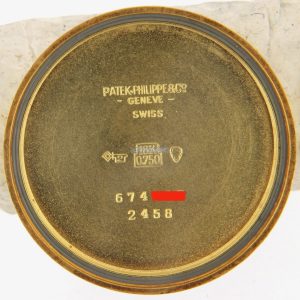 PATEK·PHILIPPE&Co
- GENEVE -
SWISS
0.750
674
2458